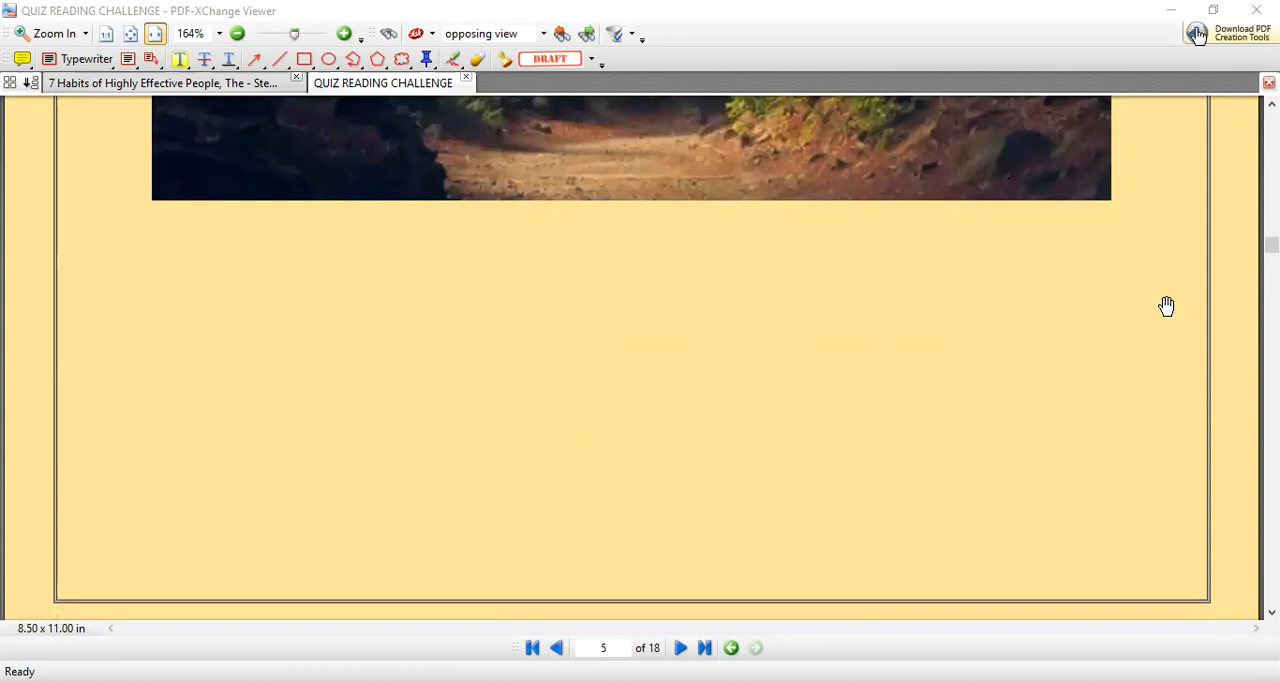 QUIZ READING CHALLENGE - PDF-XChange Viewer
Zoom In
164%
opposing view
Download PDF
Creation Tools
Typewriter
DRAFT
7 Habits of Highly Effective People, The - Ste...
QUIZ READING CHALLENGE
8.50 x 11.00 in
5
of 18
Ready